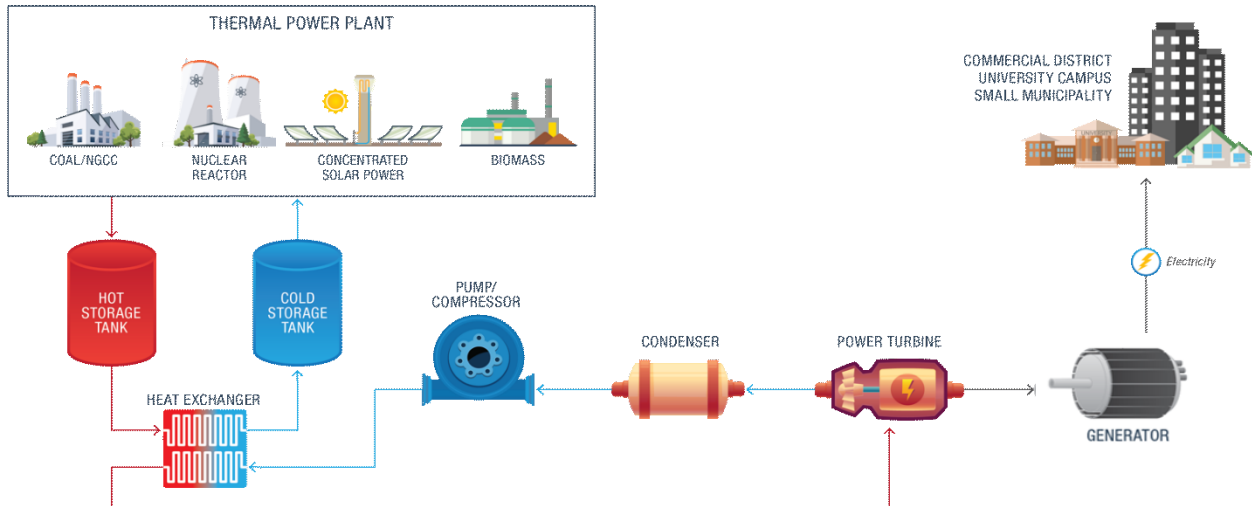 THERMAL POWER PLANT
COAL/NGCC
NUCLEAR
REACTOR
CONCENTRATED
SOLAR POWER
BIOMASS
COMMERCIAL DISTRICT
UNIVERSITY CAMPUS
SMALL MUNICIPALITY
UNIVERSITY
Electricity
HOT
STORAGE
TANK
COLD
STORAGE
TANK
PUMP/
COMPRESSOR
CONDENSER
POWER TURBINE
HEAT EXCHANGER
GENERATOR